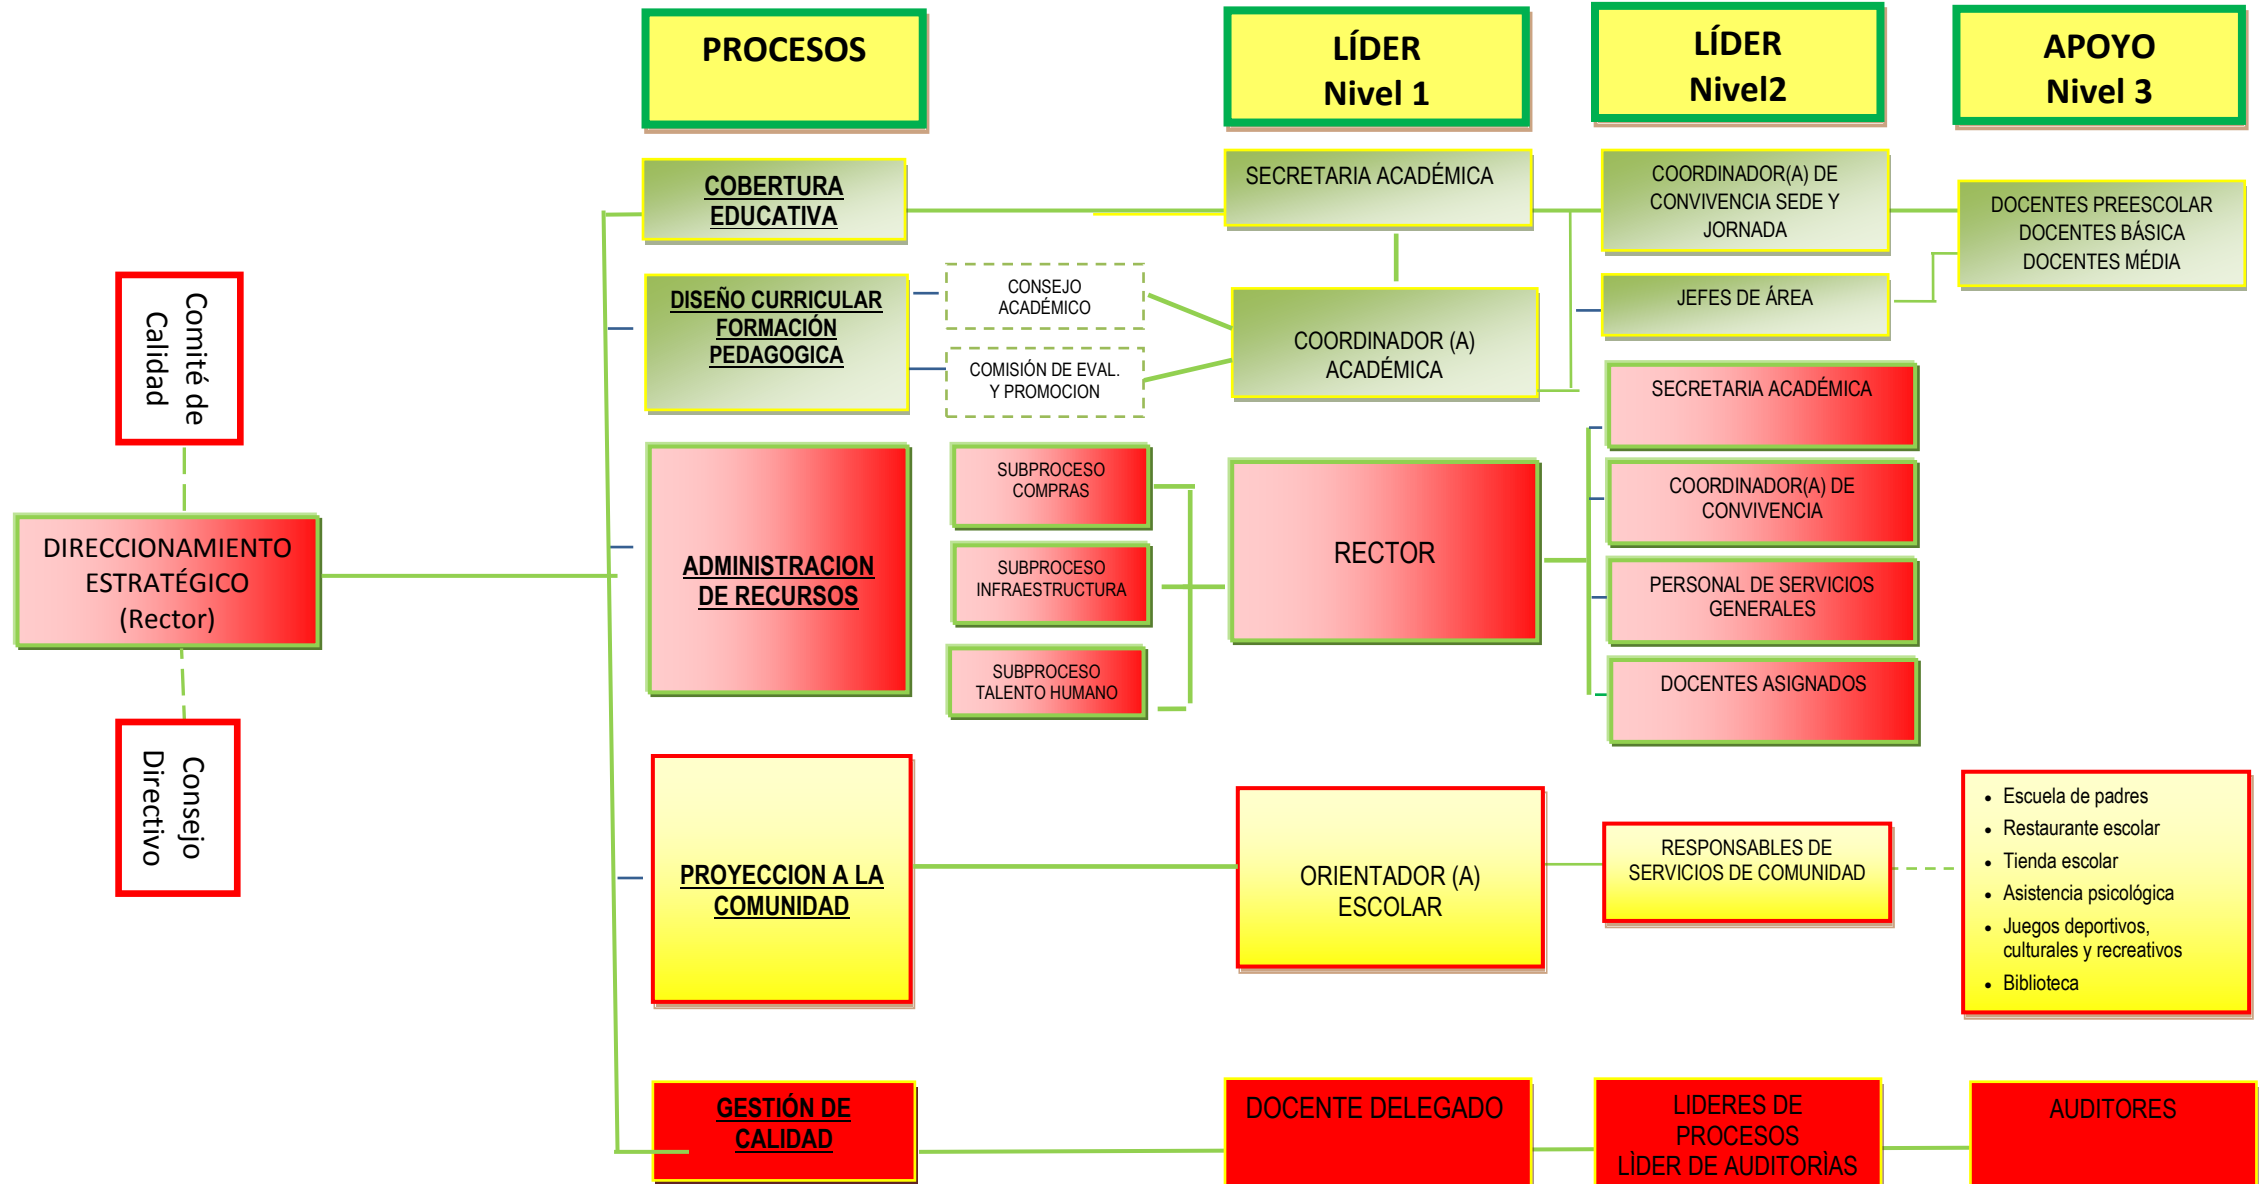 PROCESOS
LÍDER
Nivel 1
LÍDER
Nivel2
APOYO
Nivel 3
Comité de
Calidad
DIRECCIONAMIENTO
ESTRATÉGICO
(Rector)
Consejo
Directivo
COBERTURA
EDUCATIVA
SECRETARIA ACADÉMICA
COORDINADOR(A) DE
CONVIVENCIA SEDE Y
JORNADA
DOCENTES PREESCOLAR
DOCENTES BÁSICA
DOCENTES MÉDIA
DISEÑO CURRICULAR
FORMACIÓN
PEDAGOGICA
CONSEJO
ACADÉMICO
COMISIÓN DE EVAL.
Y PROMOCION
COORDINADOR (A)
ACADÉMICA
JEFES DE ÁREA
ADMINISTRACION
DE RECURSOS
SUBPROCESO
COMPRAS
SUBPROCESO
INFRAESTRUCTURA
SUBPROCESO
TALENTO HUMANO
RECTOR
SECRETARIA ACADÉMICA
COORDINADOR(A) DE
CONVIVENCIA
PERSONAL DE SERVICIOS
GENERALES
DOCENTES ASIGNADOS
PROYECCION A LA
COMUNIDAD
ORIENTADOR (A)
ESCOLAR
RESPONSABLES DE
SERVICIOS DE COMUNIDAD
• Escuela de padres
• Restaurante escolar
• Tienda escolar
• Asistencia psicológica
• Juegos deportivos,
culturales y recreativos
• Biblioteca
GESTIÓN DE
CALIDAD
DOCENTE DELEGADO
LIDERES DE
PROCESOS
LÌDER DE AUDITORÌAS
AUDITORES